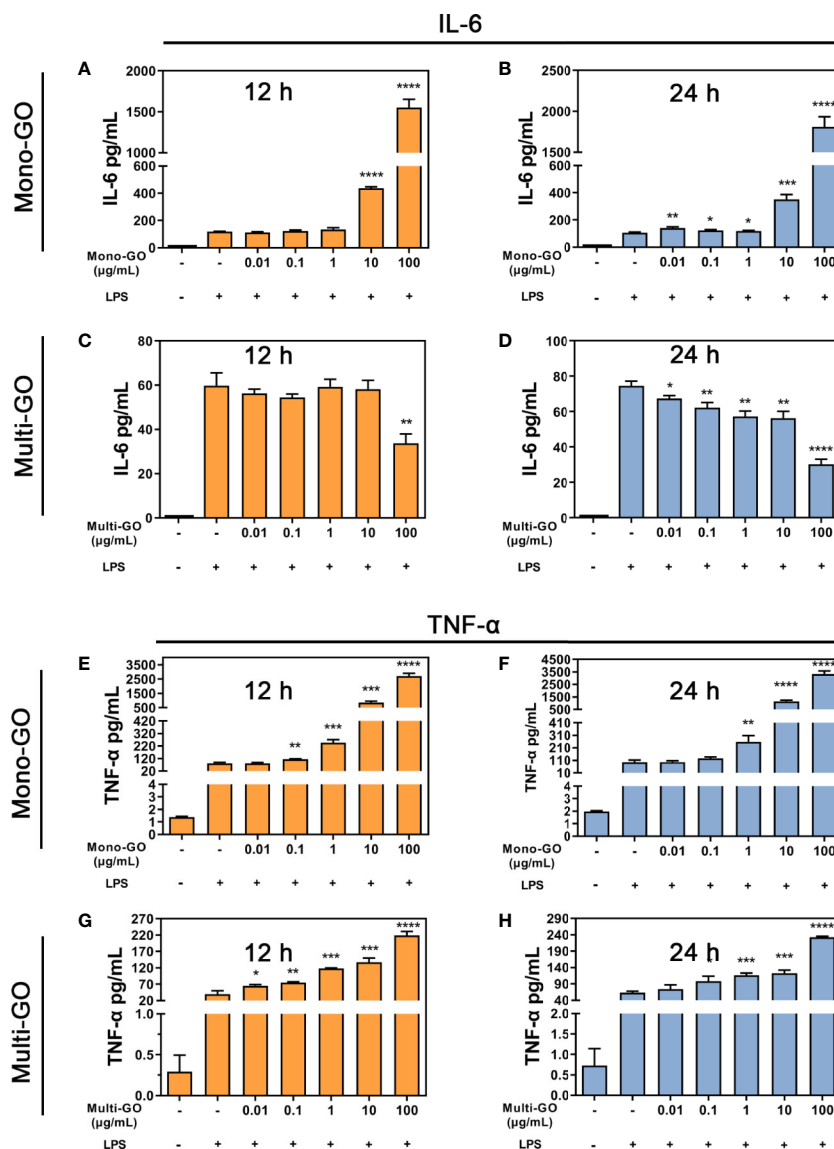 IL-6
Mono-GO
A
12 h
IL-6 pg/mL
2000
1500
1000
600
400
200
0
****
****
Mono-GO
(µg/mL)
- - 0.01 0.1 1 10 100
LPS - + + + + + +
B
24 h
IL-6 pg/mL
2500
2000
1500
1000
600
400
200
0
** * * *** ****
Mono-GO
(µg/mL)
- - 0.01 0.1 1 10 100
LPS - + + + + + +
Multi-GO
C
12 h
IL-6 pg/mL
80
60
40
20
0
**
Multi-GO
(µg/mL)
- - 0.01 0.1 1 10 100
LPS - + + + + + +
D
24 h
IL-6 pg/mL
100
80
60
40
20
0
* ** ** ** ****
Multi-GO
(µg/mL)
- - 0.01 0.1 1 10 100
LPS - + + + + + +
TNF-α
Mono-GO
E
12 h
TNF-α pg/mL
3500
2500
1500
500
420
320
220
120
20
4
3
2
1
0
** *** *** ****
Mono-GO
(µg/mL)
- - 0.01 0.1 1 10 100
LPS - + + + + + +
F
24 h
TNF-α pg/mL
4500
3500
2500
1500
500
410
310
210
110
10
4
3
2
1
0
** **** ****
Mono-GO
(µg/mL)
- - 0.01 0.1 1 10 100
LPS - + + + + + +
Multi-GO
G
12 h
TNF-α pg/mL
270
220
170
120
70
20
1.0
0.5
0.0
* ** *** *** ****
Multi-GO
(µg/mL)
- - 0.01 0.1 1 10 100
LPS - + + + + + +
H
24 h
TNF-α pg/mL
290
240
190
140
90
40
2.0
1.5
1.0
0.5
0.0
* *** *** ****
Multi-GO
(µg/mL)
- - 0.01 0.1 1 10 100
LPS - + + + + + +